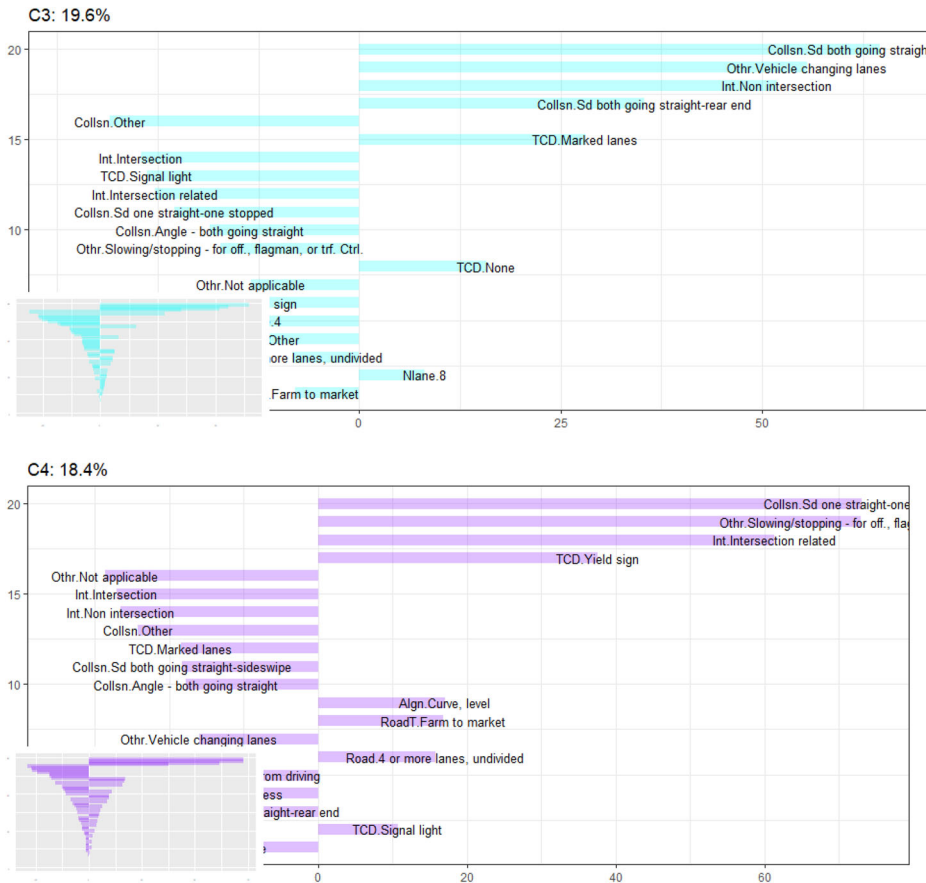 C3: 19.6%
20
Collsn.Sd both going straigh
Othr.Vehicle changing lanes
Int.Non intersection
Collsn.Sd both going straight-rear end
Collsn.Other
15
TCD.Marked lanes
Int.Intersection
TCD.Signal light
Int.Intersection related
Collsn.Sd one straight-one stopped
10
Collsn.Angle - both going straight
Othr.Slowing/stopping - for off., flagman, or trf. Ctrl.
TCD.None
Othr.Not applicable
sign
.4
Other
ore lanes, undivided
Nlane.8
.Farm to market
0 25 50
C4: 18.4%
20
Collsn.Sd one straight-one
Othr.Slowing/stopping - for off., flag
Int.Intersection related
TCD.Yield sign
Othr.Not applicable
15
Int.Intersection
Int.Non intersection
Collsn.Other
TCD.Marked lanes
Collsn.Sd both going straight-sideswipe
10
Collsn.Angle - both going straight
Algn.Curve, level
RoadT.Farm to market
Othr.Vehicle changing lanes
Road.4 or more lanes, undivided
om driving
ess
aight-rear end
TCD.Signal light
0 20 40 60